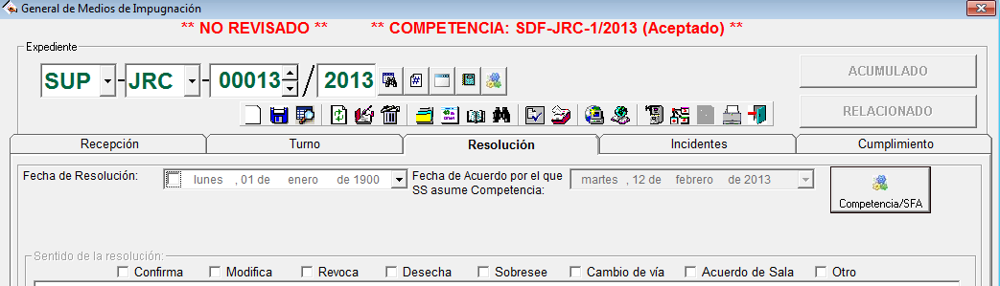 General de Medios de Impugnación
** NO REVISADO ** ** COMPETENCIA: SDF-JRC-1/2013 (Aceptado) **
Expediente
SUP - JRC - 00013 / 2013
ACUMULADO
RELACIONADO
Recepción Turno Resolución Incidentes Cumplimiento
Fecha de Resolución: lunes , 01 de enero de 1900 Fecha de Acuerdo por el que SS asume Competencia: martes , 12 de febrero de 2013
Competencia/SFA
Sentido de la resolución:
Confirma Modifica Revoca Desecha Sobresee Cambio de vía Acuerdo de Sala Otro